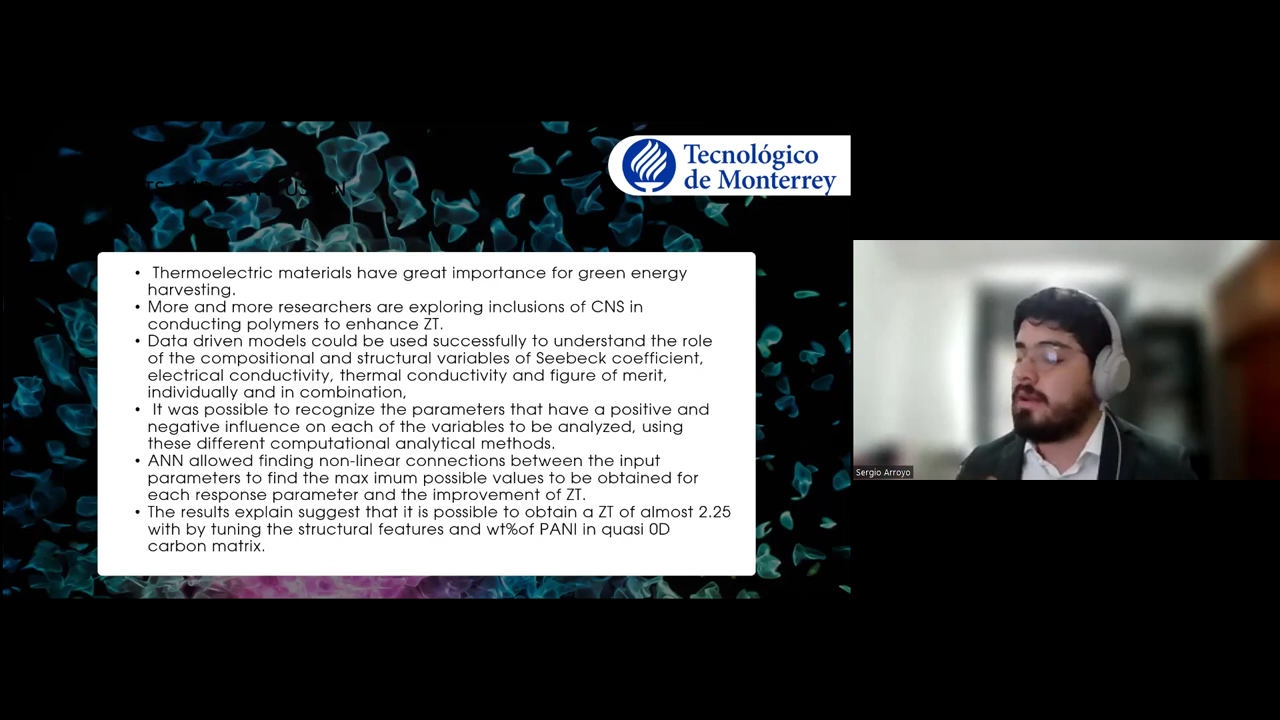 Tecnológico
de Monterrey
• Thermoelectric materials have great importance for green energy
harvesting.
• More and more researchers are exploring inclusions of CNS in
conducting polymers to enhance ZT.
• Data driven models could be used successfully to understand the role
of the compositional and structural variables of Seebeck coefficient,
electrical conductivity, thermal conductivity and figure of merit,
individually and in combination,
• It was possible to recognize the parameters that have a positive and
negative influence on each of the variables to be analyzed, using
these different computational analytical methods.
• ANN allowed finding non-linear connections between the input
parameters to find the max imum possible values to be obtained for
each response parameter and the improvement of ZT.
• The results explain suggest that it is possible to obtain a ZT of almost 2.25
with by tuning the structural features and wt%of PANI in quasi 0D
carbon matrix.
Sergio Arroyo